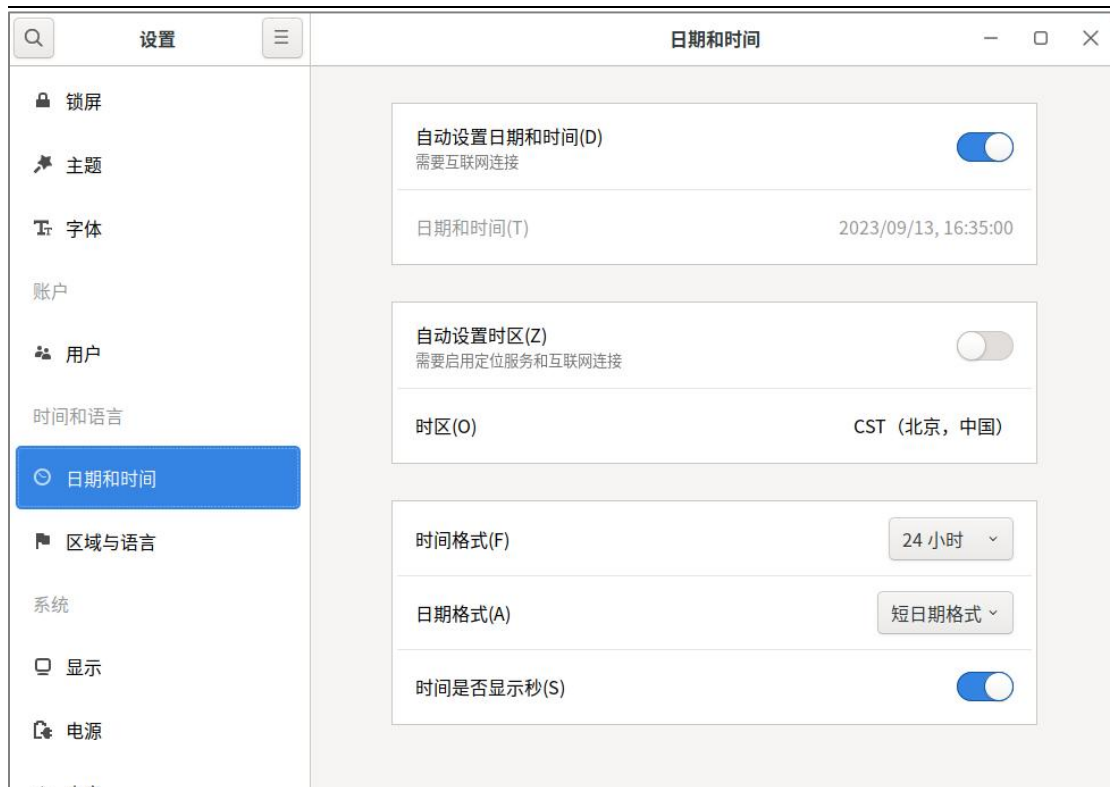 设置
日期和时间
锁屏
主题
字体
账户
用户
时间和语言
日期和时间
区域与语言
系统
显示
电源
自动设置日期和时间(D)
需要互联网连接
日期和时间(T)
2023/09/13, 16:35:00
自动设置时区(Z)
需要启用定位服务和互联网连接
时区(O)
CST（北京，中国）
时间格式(F)
24 小时
日期格式(A)
短日期格式
时间是否显示秒(S)